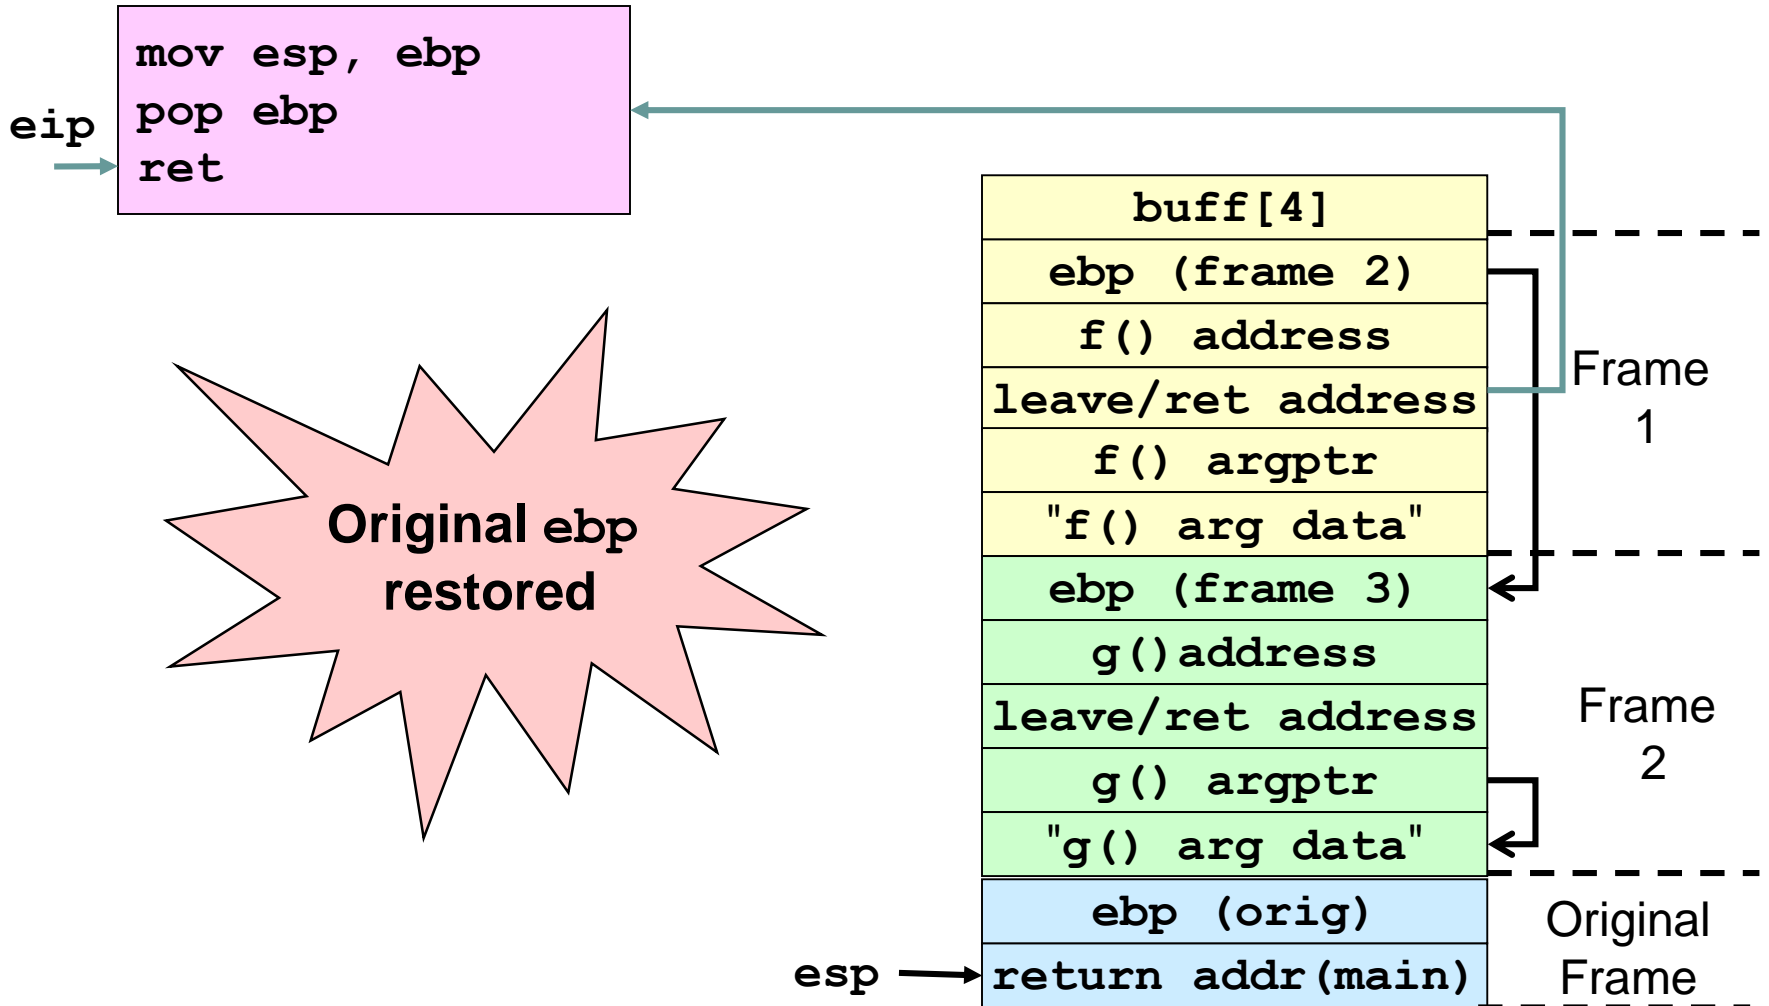 mov esp, ebp
pop ebp
ret
eip
Original ebp
restored
buff[4]
ebp (frame 2)
f() address
leave/ret address
f() argptr
"f() arg data"
Frame
1
ebp (frame 3)
g()address
leave/ret address
g() argptr
"g() arg data"
Frame
2
ebp (orig)
return addr(main)
esp
Original
Frame